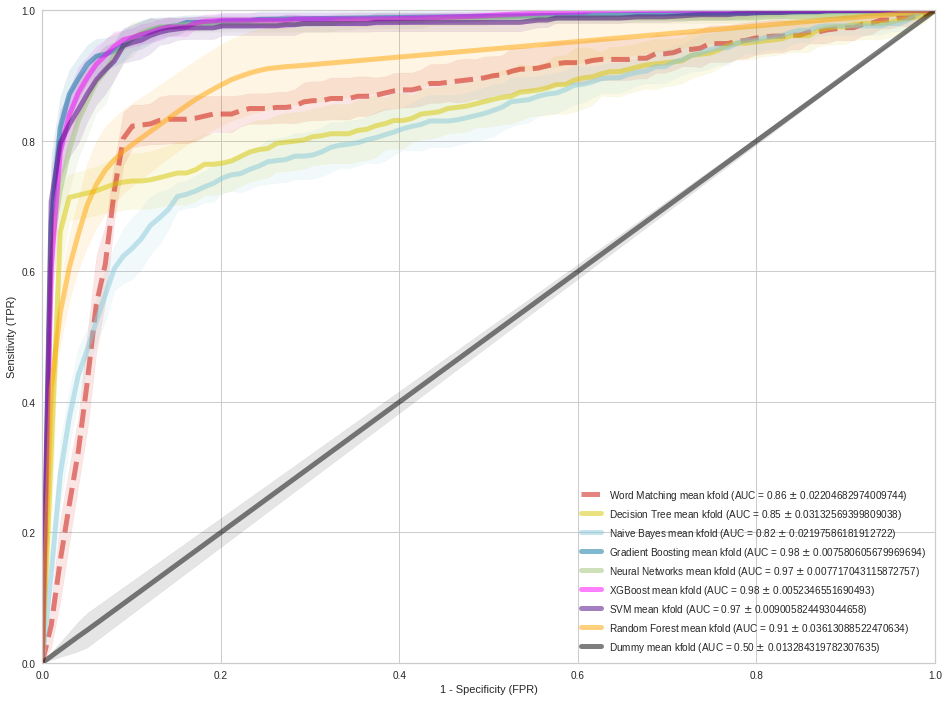 1.0
0.8
0.6
0.4
0.2
0.0
Sensitivity (TPR)
Word Matching mean kfold (AUC = 0.86 ± 0.02204682974009744)
Decision Tree mean kfold (AUC = 0.85 ± 0.03132569399809038)
Naive Bayes mean kfold (AUC = 0.82 ± 0.02197586181912722)
Gradient Boosting mean kfold (AUC = 0.98 ± 0.007580605679969694)
Neural Networks mean kfold (AUC = 0.97 ± 0.007717043115872757)
XGBoost mean kfold (AUC = 0.98 ± 0.0052346551690493)
SVM mean kfold (AUC = 0.97 ± 0.009005824493044658)
Random Forest mean kfold (AUC = 0.91 ± 0.03613088522470634)
Dummy mean kfold (AUC = 0.50 ± 0.013284319782307635)
0.0 0.2 0.4 0.6 0.8 1.0
1 - Specificity (FPR)